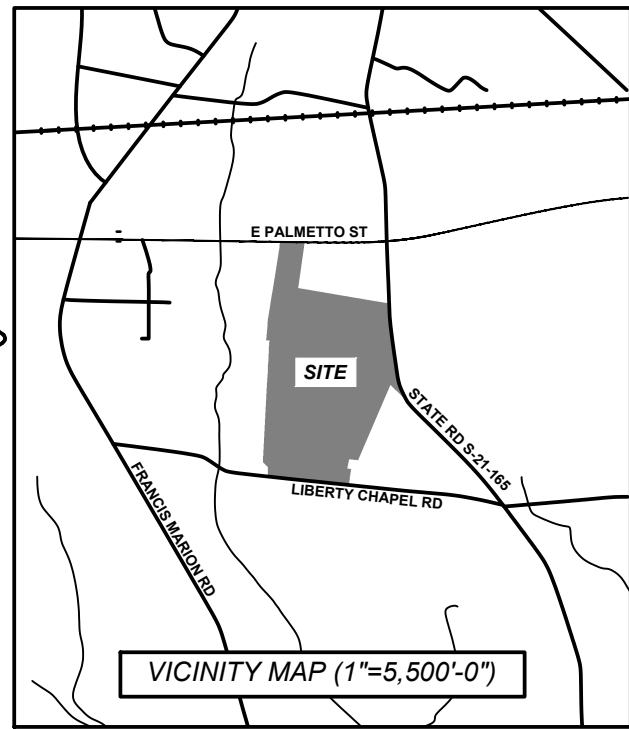 E PALMETTO ST
SITE
STATE RD S-21-165
LIBERTY CHAPEL RD
FRANCIS MARION RD
VICINITY MAP (1"=5,500'-0")